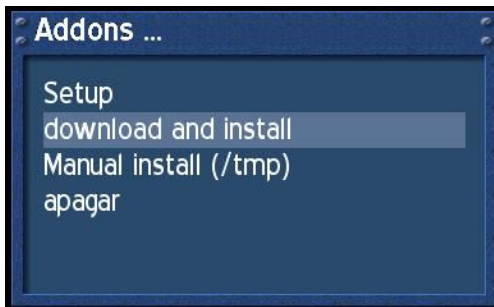 Addons ...
Setup
download and install
Manual install (/tmp)
apagar